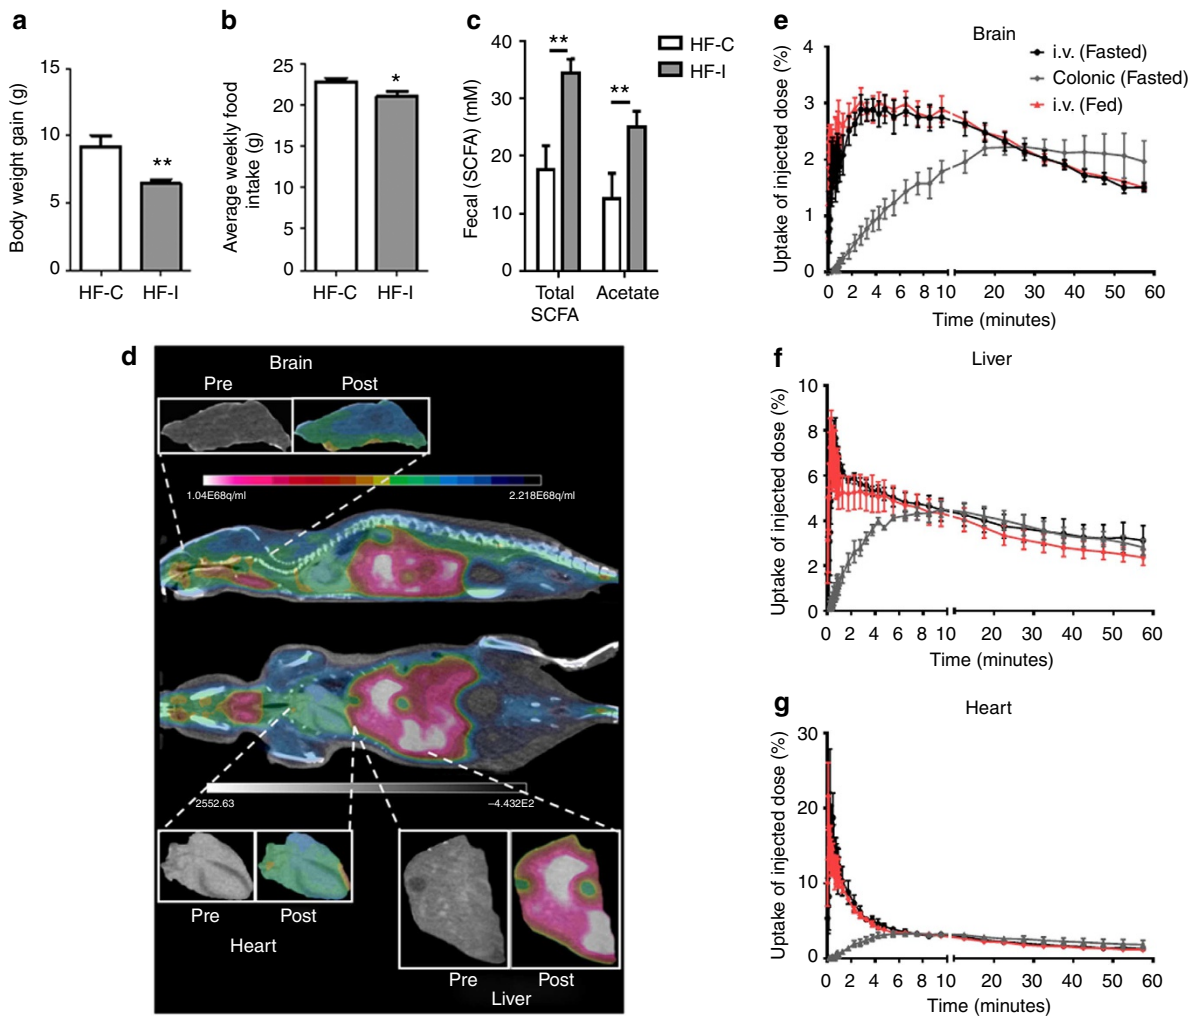 a
Body weight gain (g)
15
10
5
0
**
HF-C
HF-I
b
Average weekly food
intake (g)
25
20
15
10
5
0
*
HF-C
HF-I
c
Fecal (SCFA) (mM)
40
30
20
10
0
**
**
HF-C
HF-I
Total
SCFA
Acetate
d
Brain
Pre
Post
1.04E68q/ml
2.218E68q/ml
2552.63
–4.432E2
Pre
Post
Heart
Pre
Post
Liver
e
Brain
Uptake of injected dose (%)
4
3
2
1
0
i.v. (Fasted)
Colonic (Fasted)
i.v. (Fed)
0 2 4 6 8 10 20 30 40 50 60
Time (minutes)
f
Liver
Uptake of injected dose (%)
10
8
6
4
2
0
0 2 4 6 8 10 20 30 40 50 60
Time (minutes)
g
Heart
Uptake of injected dose (%)
30
20
10
0
0 2 4 6 8 10 20 30 40 50 60
Time (minutes)